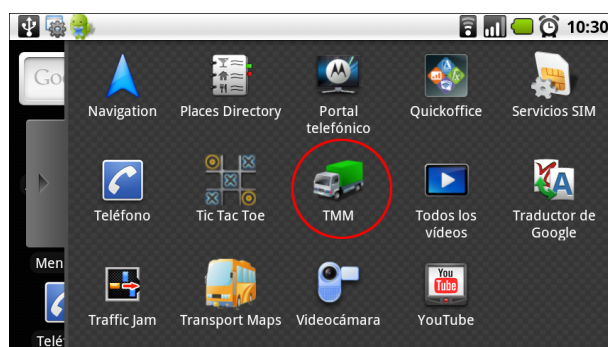 10:30
Goo
Navigation
Places Directory
Portal
telefónico
Quickoffice
Servicios SIM
Teléfono
Tic Tac Toe
TMM
Todos los
vídeos
Traductor de
Google
Men
Traffic Jam
Transport Maps
Videocámara
You
Tube
YouTube
Telé